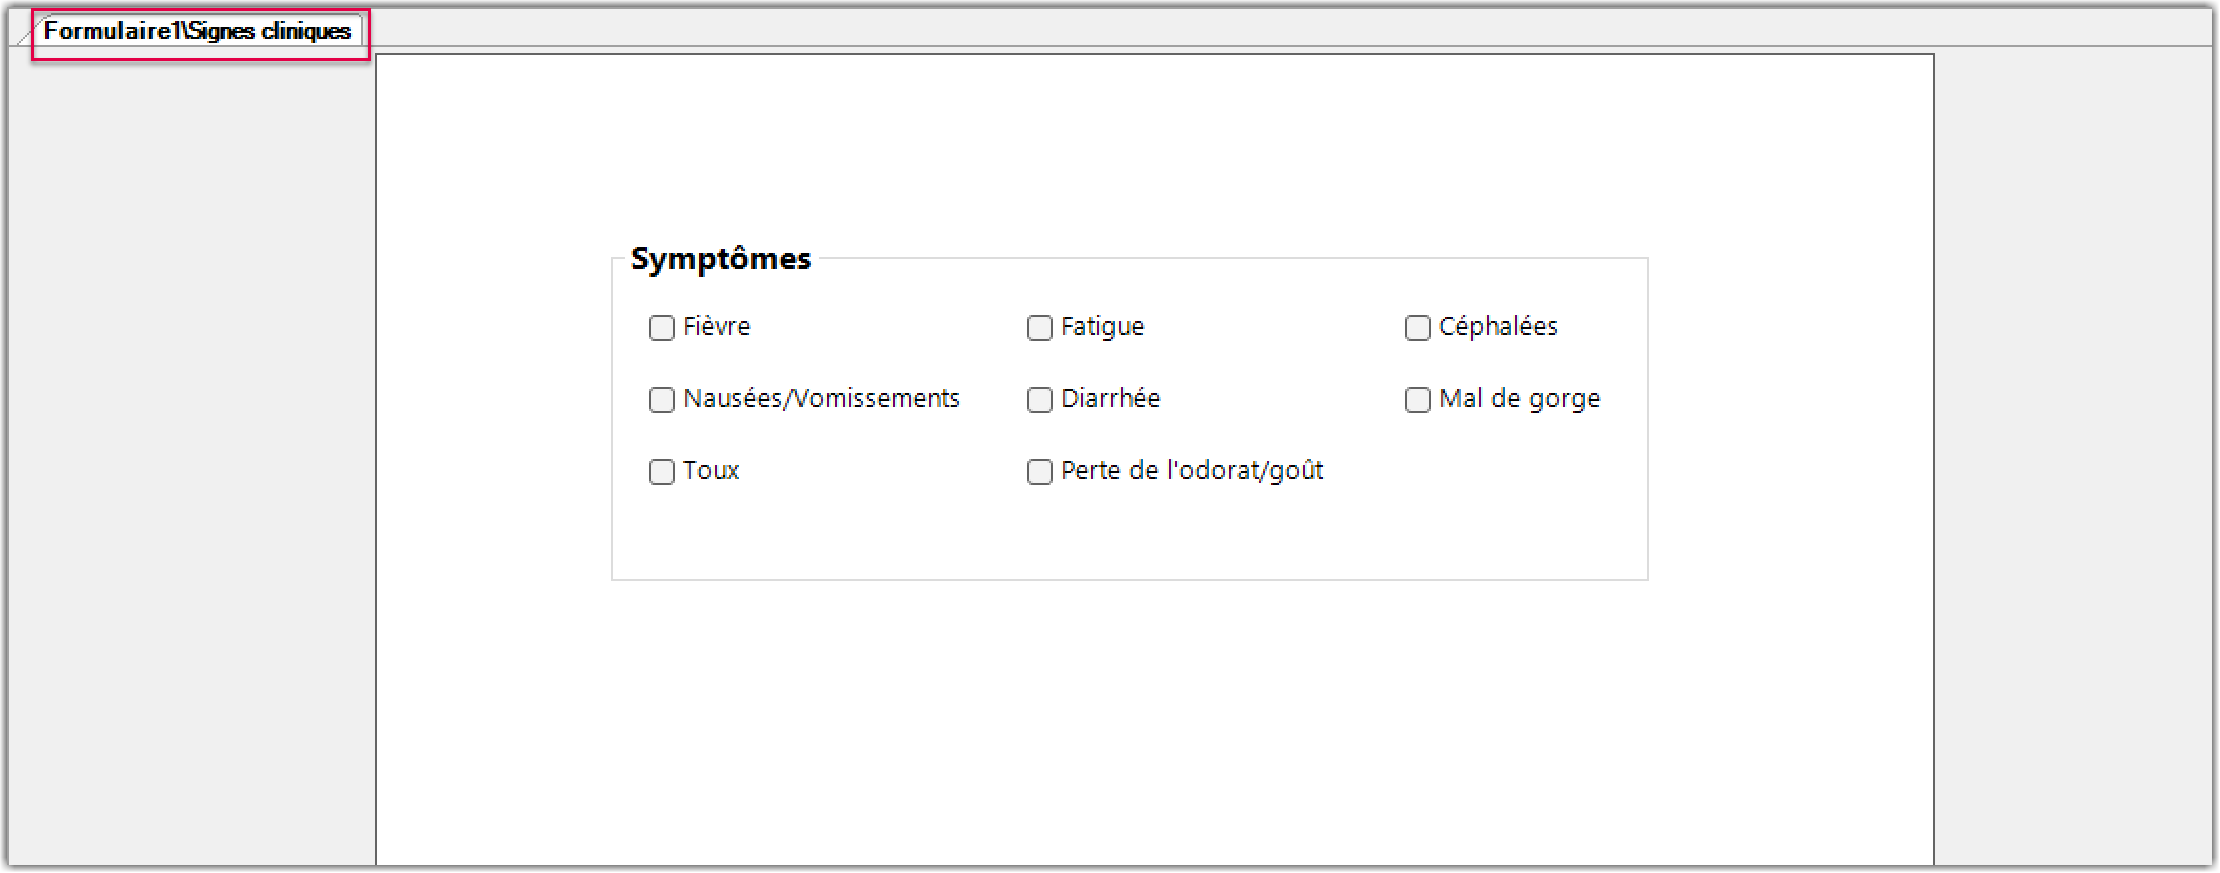 Formulaire1\Signes cliniques
Symptômes
Fièvre Fatigue Céphalées
Nausées/Vomissements Diarrhée Mal de gorge
Toux Perte de l'odorat/goût